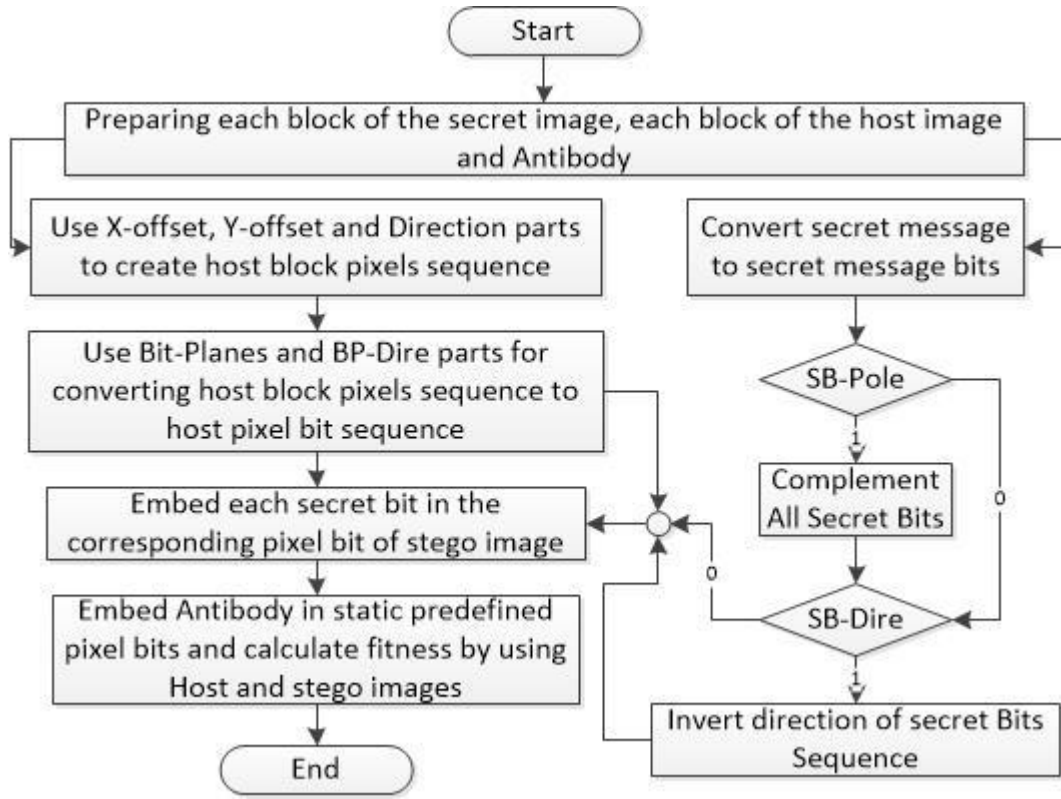 Start
Preparing each block of the secret image, each block of the host image
and Antibody
Use X-offset, Y-offset and Direction parts
to create host block pixels sequence
Use Bit-Planes and BP-Dire parts for
converting host block pixels sequence to
host pixel bit sequence
Embed each secret bit in the
corresponding pixel bit of stego image
Embed Antibody in static predefined
pixel bits and calculate fitness by using
Host and stego images
End
Convert secret message
to secret message bits
SB-Pole
1
0
Complement
All Secret Bits
SB-Dire
0
1
Invert direction of secret Bits
Sequence